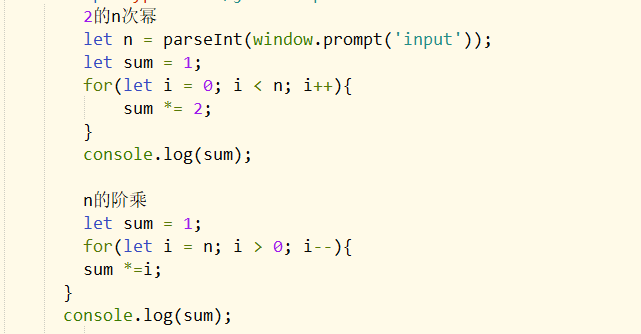 2的n次幂
let n = parseInt(window.prompt('input'));
let sum = 1;
for(let i = 0; i < n; i++){
sum *= 2;
}
console.log(sum);
n的阶乘
let sum = 1;
for(let i = n; i > 0; i--){
sum *=i;
}
console.log(sum);